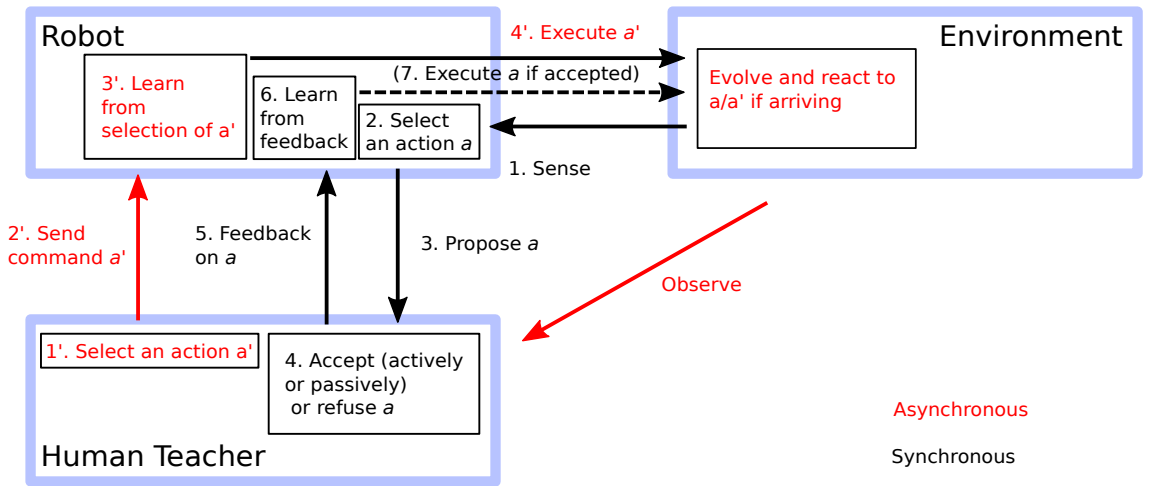 Robot
4'. Execute a'
Environment
3'. Learn
from
selection of a'
(7. Execute a if accepted)
6. Learn
from
feedback
2. Select
an action a
Evolve and react to
a/a' if arriving
1. Sense
2'. Send
command a'
5. Feedback
on a
3. Propose a
Observe
1'. Select an action a'
4. Accept (actively
or passively)
or refuse a
Human Teacher
Asynchronous
Synchronous